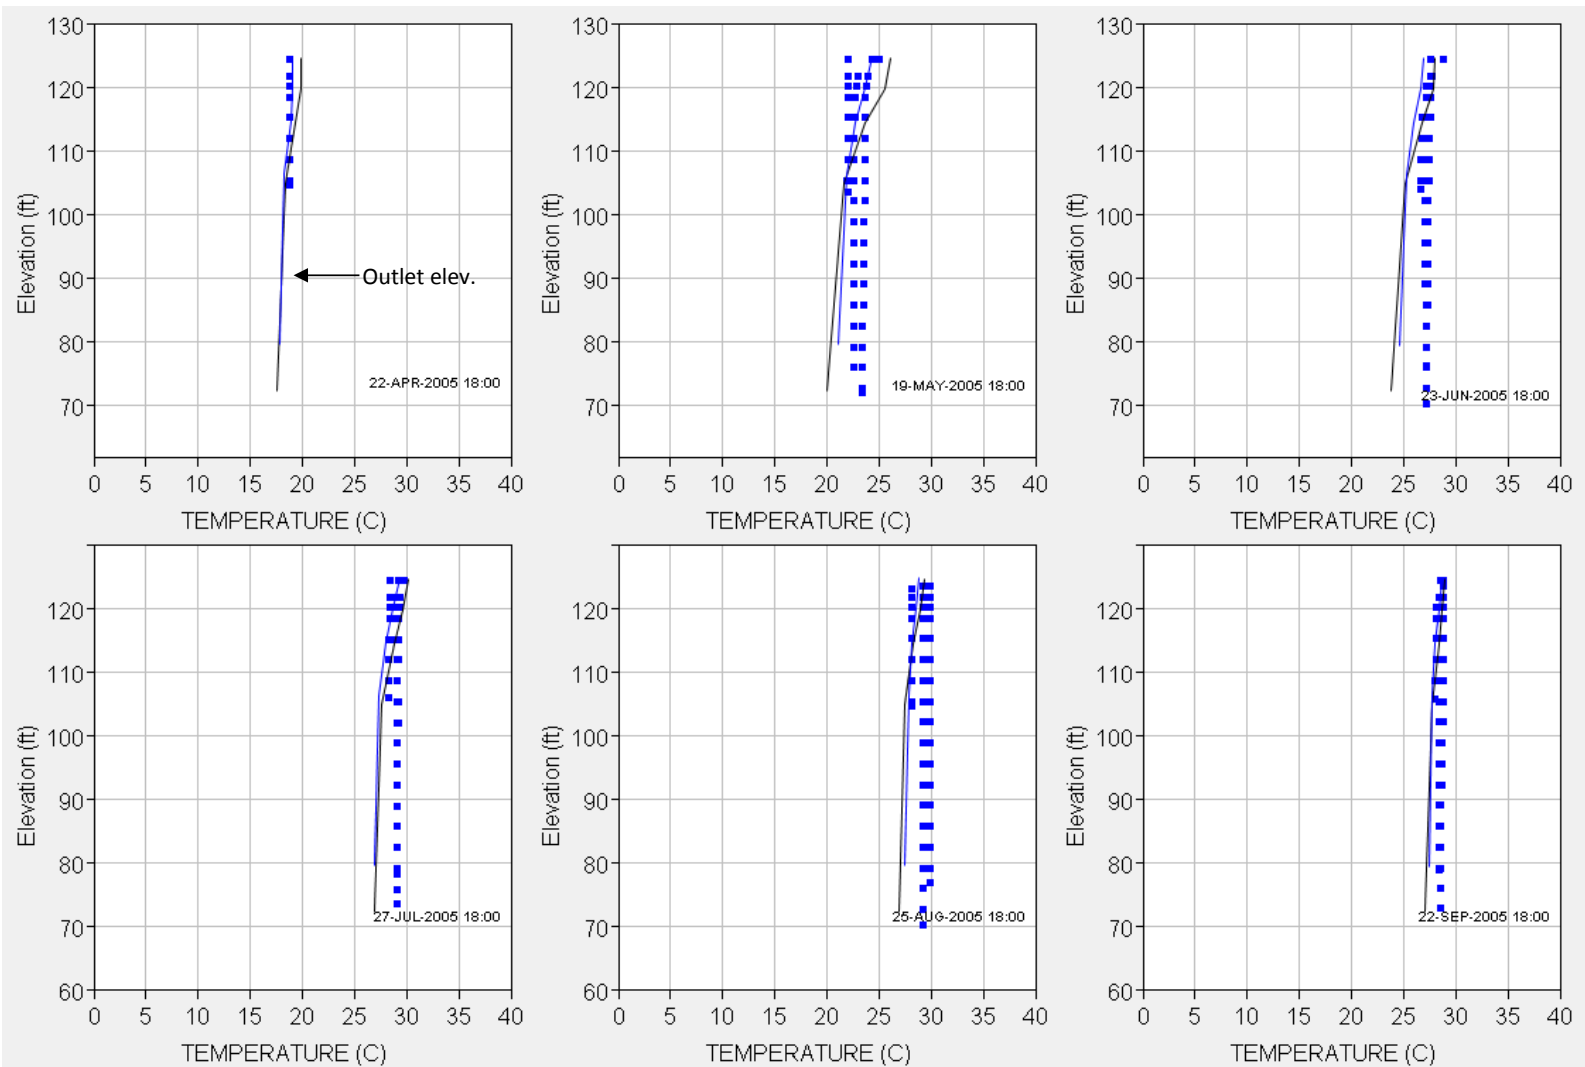 130
120
110
100
90
80
70
Elevation (ft)
Outlet elev.
22-APR-2005 18:00
0 5 10 15 20 25 30 35 40
TEMPERATURE (C)
130
120
110
100
90
80
70
Elevation (ft)
19-MAY-2005 18:00
0 5 10 15 20 25 30 35 40
TEMPERATURE (C)
130
120
110
100
90
80
70
Elevation (ft)
23-JUN-2005 18:00
0 5 10 15 20 25 30 35 40
TEMPERATURE (C)
120
110
100
90
80
70
60
Elevation (ft)
27-JUL-2005 18:00
0 5 10 15 20 25 30 35 40
TEMPERATURE (C)
120
110
100
90
80
70
60
Elevation (ft)
25-AUG-2005 18:00
0 5 10 15 20 25 30 35 40
TEMPERATURE (C)
120
110
100
90
80
70
60
Elevation (ft)
22-SEP-2005 18:00
0 5 10 15 20 25 30 35 40
TEMPERATURE (C)